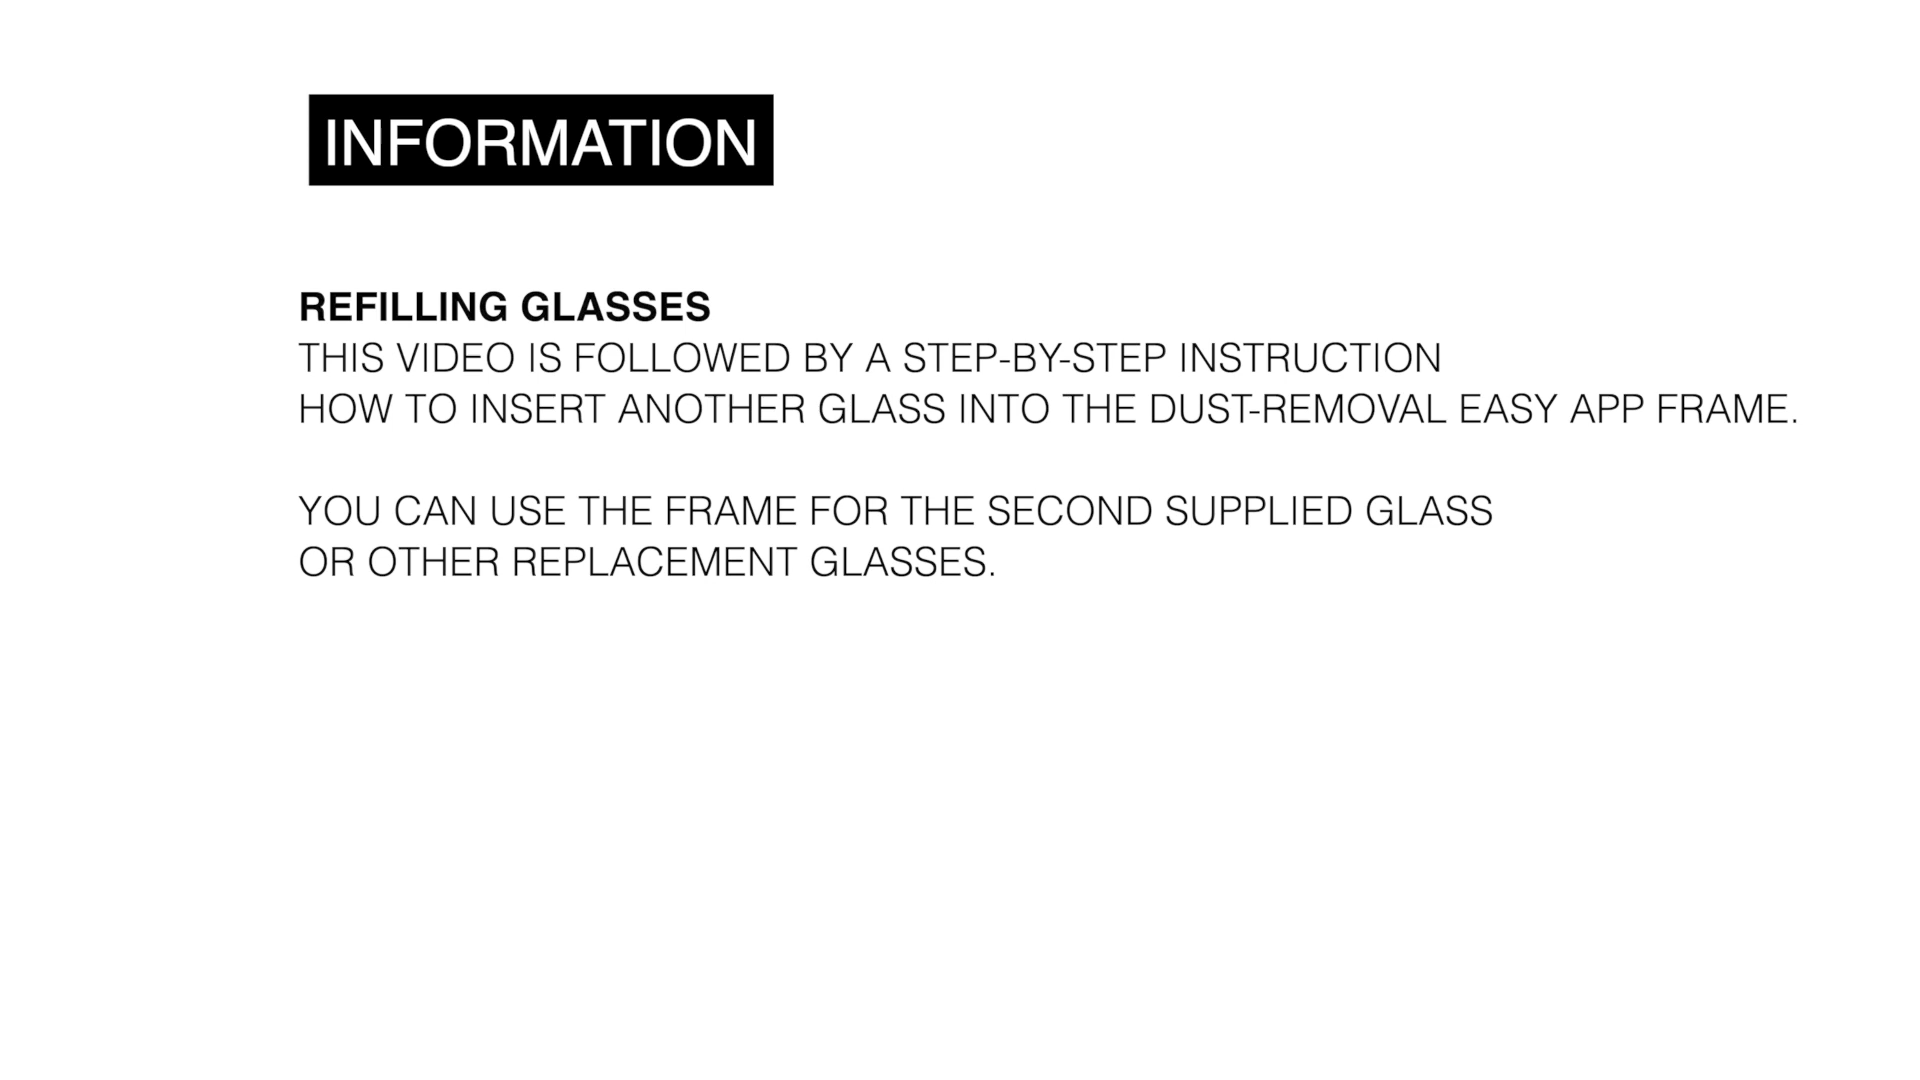 INFORMATION
REFILLING GLASSES
THIS VIDEO IS FOLLOWED BY A STEP-BY-STEP INSTRUCTION
HOW TO INSERT ANOTHER GLASS INTO THE DUST-REMOVAL EASY APP FRAME.
YOU CAN USE THE FRAME FOR THE SECOND SUPPLIED GLASS
OR OTHER REPLACEMENT GLASSES.